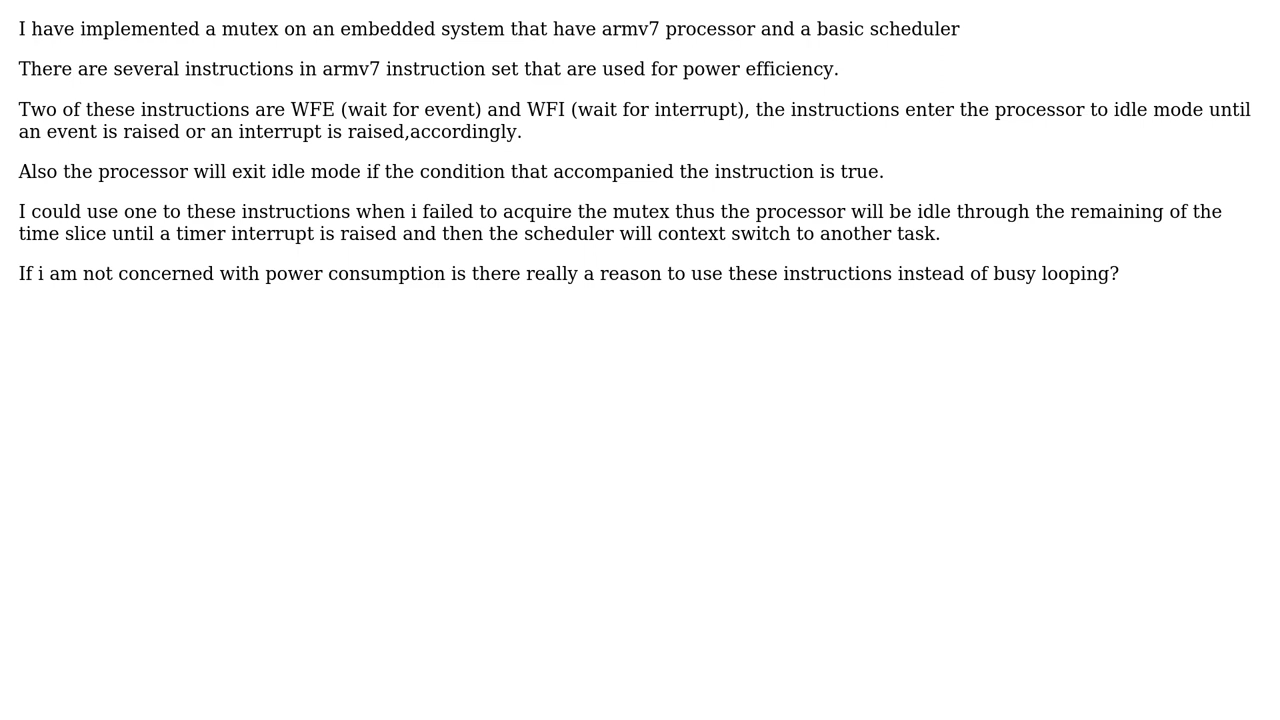 I have implemented a mutex on an embedded system that have armv7 processor and a basic scheduler
There are several instructions in armv7 instruction set that are used for power efficiency.
Two of these instructions are WFE (wait for event) and WFI (wait for interrupt), the instructions enter the processor to idle mode until
an event is raised or an interrupt is raised,accordingly.
Also the processor will exit idle mode if the condition that accompanied the instruction is true.
I could use one to these instructions when i failed to acquire the mutex thus the processor will be idle through the remaining of the
time slice until a timer interrupt is raised and then the scheduler will context switch to another task.
If i am not concerned with power consumption is there really a reason to use these instructions instead of busy looping?